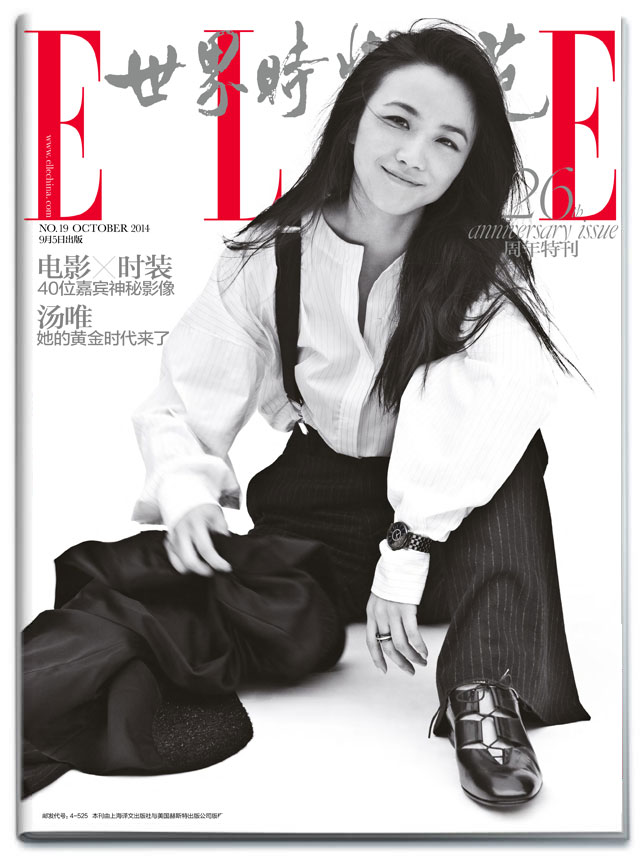 ELLE
世界時
范
www.ellechina.com
NO.19 OCTOBER 2014
9月5日出版
26th
anniversary issue
周年特刊
电影×时装
40位嘉宾神秘影像
汤唯
她的黄金时代来了
邮发代号：4-525 本刊由上海译文出版社与美国赫斯特出版公司版